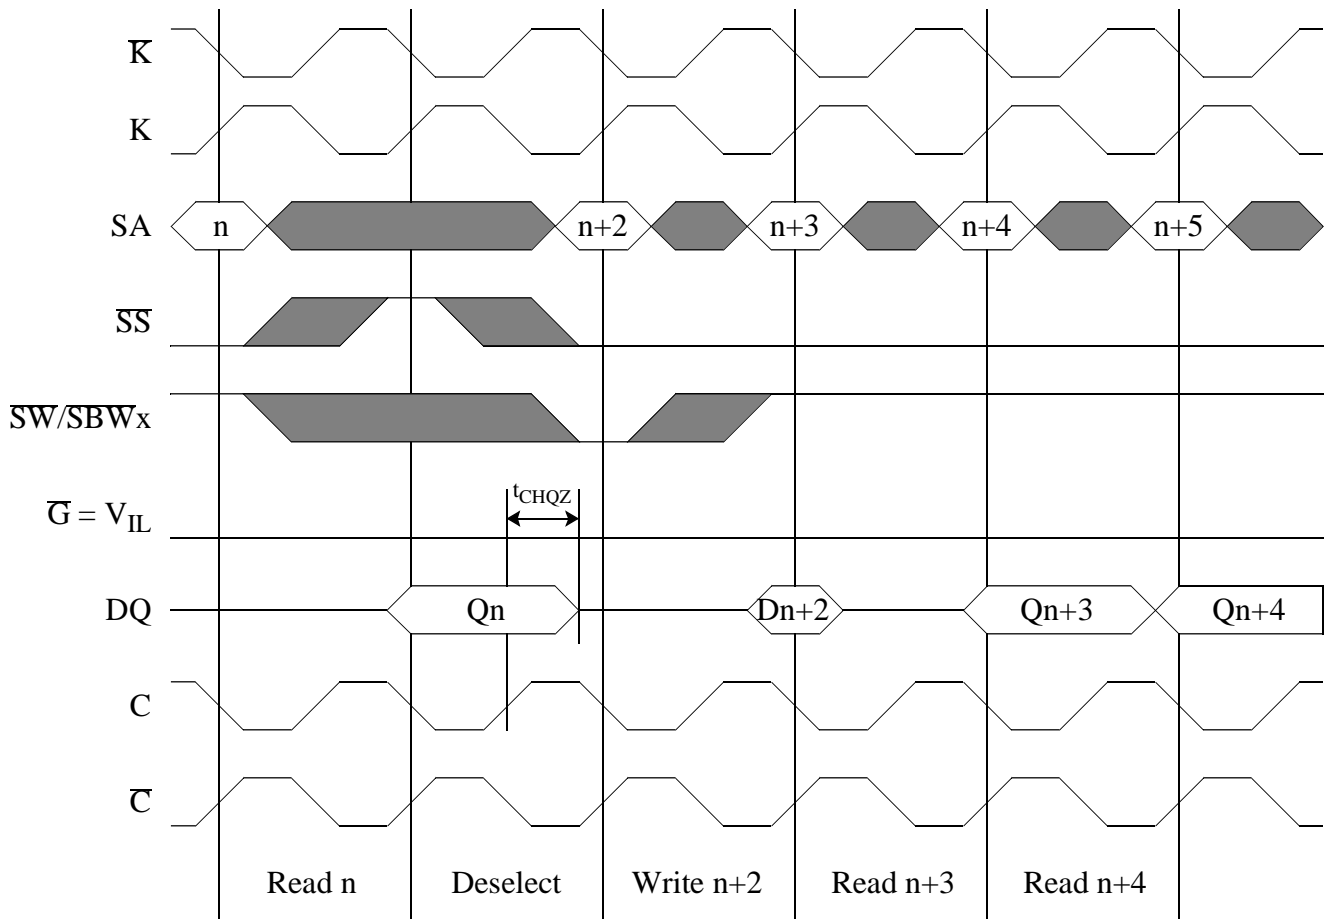 K̅
K
SA n n+2 n+3 n+4 n+5
S̅S̅
S̅W̅/S̅B̅W̅x
tCHQZ
G̅ = VIL
DQ Qn Dn+2 Qn+3 Qn+4
C
C̅
Read n Deselect Write n+2 Read n+3 Read n+4